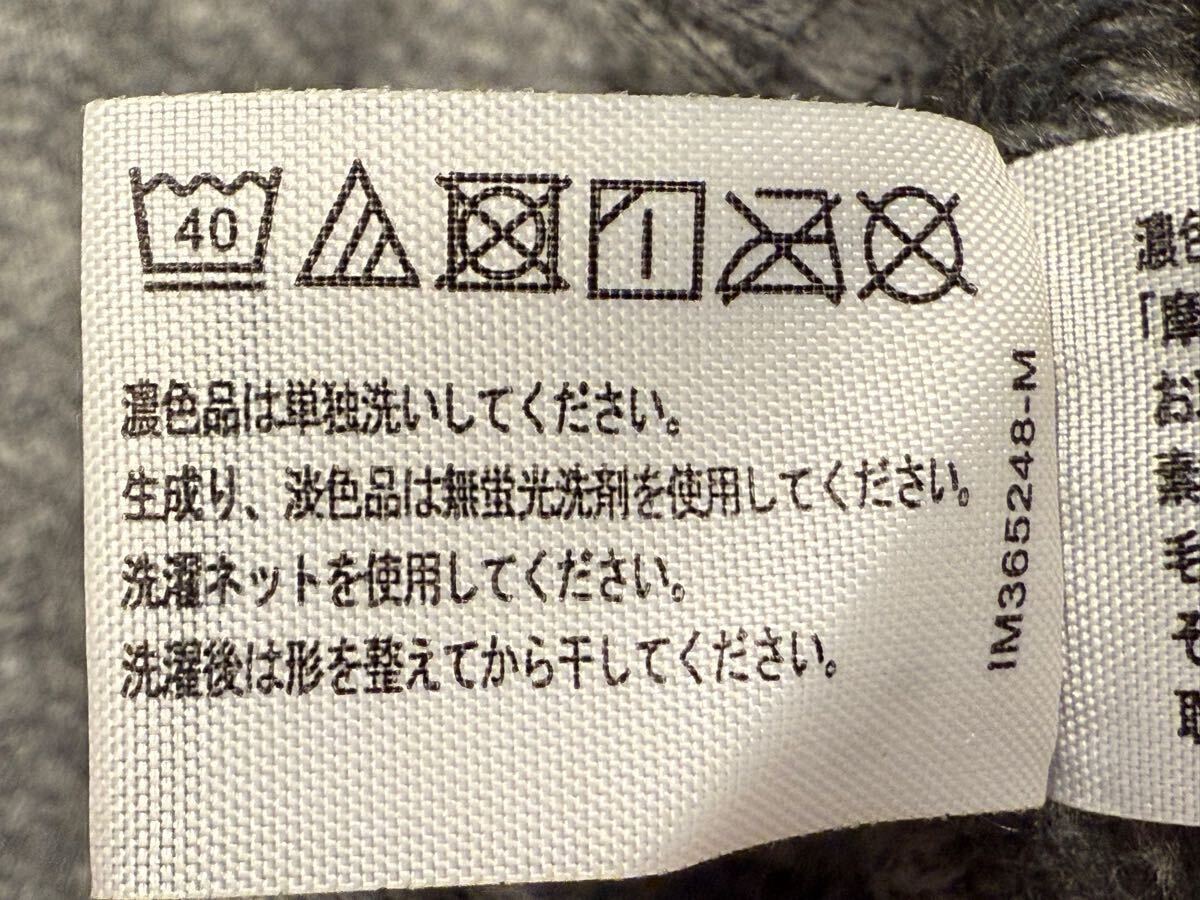 40
濃色品は単独洗いしてください。
生成り、淡色品は無蛍光洗剤を使用してください。
洗濯ネットを使用してください。
洗濯後は形を整えてから干してください。
IM365248-M
濃色